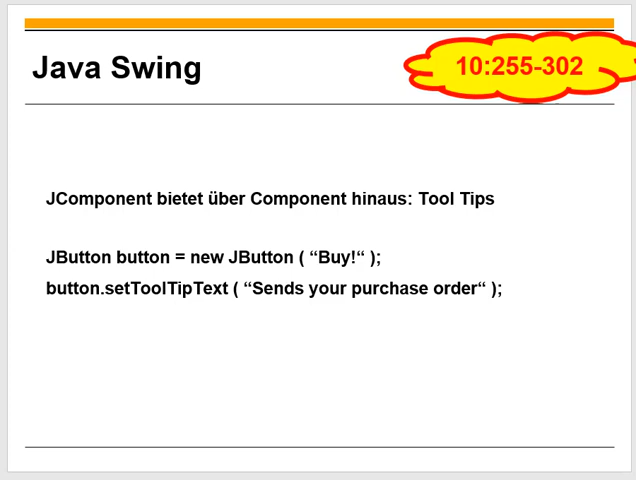 Java Swing
10:255-302
JComponent bietet über Component hinaus: Tool Tips
JButton button = new JButton ( “Buy!“ );
button.setToolTipText ( “Sends your purchase order“ );